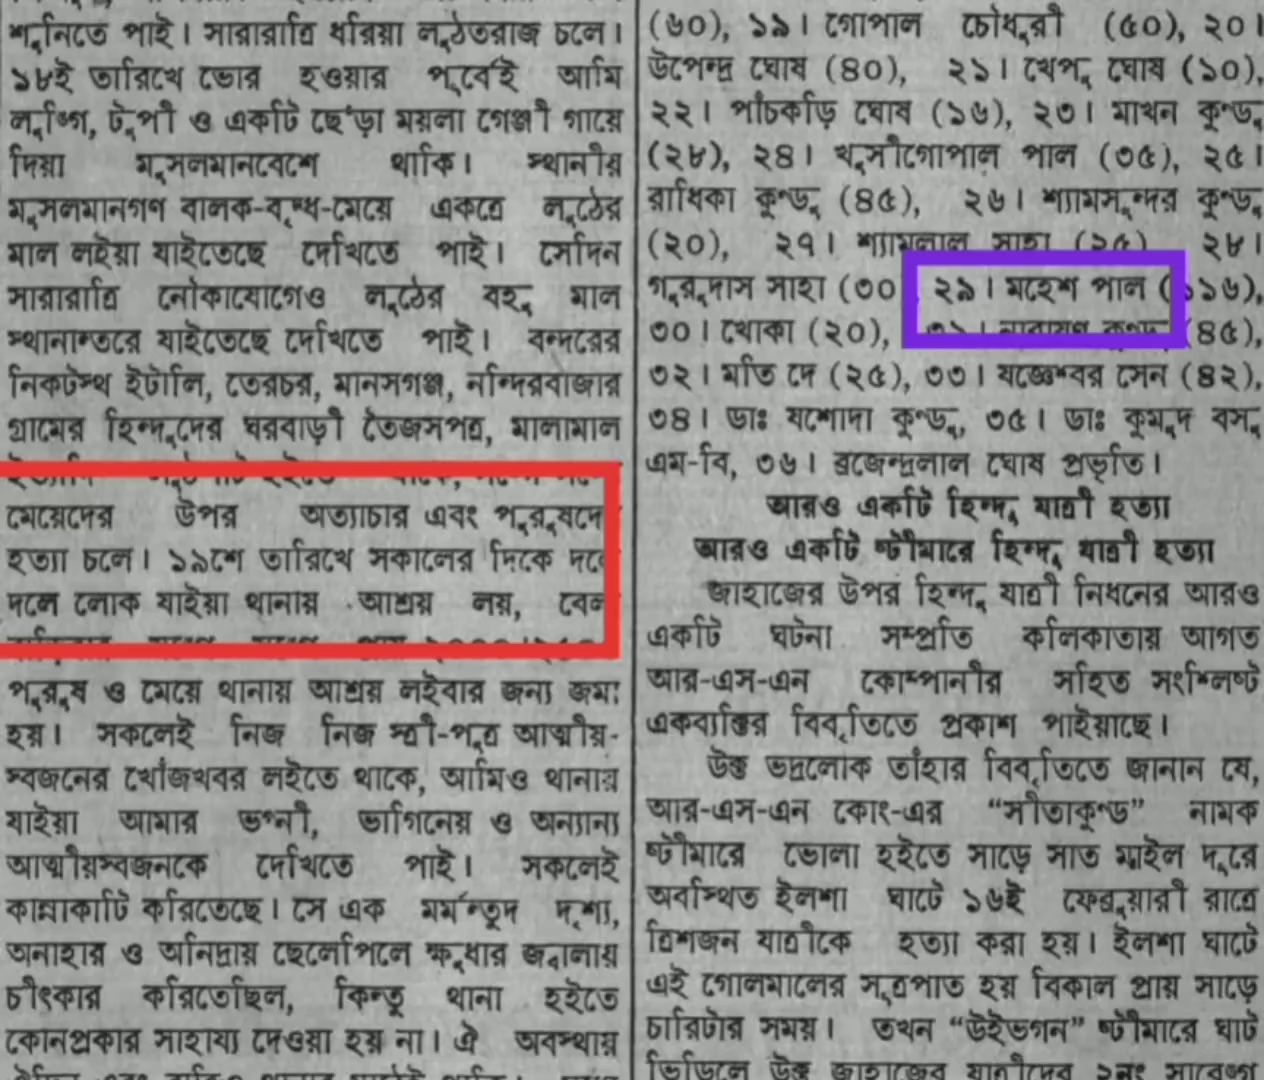 শুনিতে পাই। সারারাত্রি ধরিয়া লুঠতরাজ চলে।
১৮ই তারিখে ভোর হওয়ার পূর্বেই আমি
লুঙ্গি, টুপী ও একটি ছেঁড়া ময়লা গেঞ্জী গায়ে
দিয়া মুসলমানবেশে থাকি। স্থানীয়
মুসলমানগণ বালক-বৃদ্ধ-মেয়ে একত্রে লুঠের
মাল লইয়া যাইতেছে দেখিতে পাই। সেদিন
সারারাত্রি নৌকাযোগেও লুঠের বহু মাল
স্থানান্তরে যাইতেছে দেখিতে পাই। বন্দরের
নিকটস্থ ইটালি, তেরচর, মানসগঞ্জ, নন্দিরবাজার
গ্রামের হিন্দুদের ঘরবাড়ী তৈজসপত্র, মালামাল
মেয়েদের উপর অত্যাচার এবং পুরুষদে
হত্যা চলে। ১৯শে তারিখে সকালের দিকে দলে
দলে লোক যাইয়া থানায় আশ্রয় লয়, বেলা
পুরুষ ও মেয়ে থানায় আশ্রয় লইবার জন্য জমা
হয়। সকলেই নিজ নিজ স্ত্রী-পুত্র আত্মীয়-
স্বজনের খোঁজখবর লইতে থাকে, আমিও থানায়
যাইয়া আমার ভগ্নী, ভাগিনেয় ও অন্যান্য
আত্মীয়স্বজনকে দেখিতে পাই। সকলেই
কান্নাকাটি করিতেছে। সে এক মর্মন্তুদ দৃশ্য,
অনাহার ও অনিদ্রায় ছেলেপিলে ক্ষুধার জ্বালায়
চীৎকার করিতেছিল, কিন্তু থানা হইতে
কোনপ্রকার সাহায্য দেওয়া হয় না। ঐ অবস্থায়
(৬০), ১৯। গোপাল চৌধুরী (৫০), ২০।
উপেন্দ্র ঘোষ (৪০), ২১। খেপু ঘোষ (১০),
২২। পাঁচকড়ি ঘোষ (১৬), ২৩। মাখন কুণ্ডু
(২৮), ২৪। খুসীগোপাল পাল (৩৫), ২৫।
রাধিকা কুণ্ডু (৪৫), ২৬। শ্যামসুন্দর কুণ্ডু
(২০), ২৭। শ্যামলাল সাহা (২৫) ২৮।
গুরুদাস সাহা (৩০ ২৯। মহেশ পাল (১১৬),
৩০। খোকা (২০), ৩১। নারায়ণ কুণ্ডু (৪৫),
৩২। মতি দে (২৫), ৩৩। যজ্ঞেশ্বর সেন (৪২),
৩৪। ডাঃ যশোদা কুণ্ডু, ৩৫। ডাঃ কুমুদ বসু
এম-বি, ৩৬। ব্রজেন্দ্রলাল ঘোষ প্রভৃতি।
আরও একটি হিন্দু যাত্রী হত্যা
আরও একটি ষ্টীমারে হিন্দু যাত্রী হত্যা
জাহাজের উপর হিন্দু যাত্রী নিধনের আরও
একটি ঘটনা সম্প্রতি কলিকাতায় আগত
আর-এস-এন কোম্পানীর সহিত সংশ্লিষ্ট
একব্যক্তির বিবৃতিতে প্রকাশ পাইয়াছে।
উক্ত ভদ্রলোক তাঁহার বিবৃতিতে জানান যে,
আর-এস-এন কোং-এর “সীতাকুণ্ড” নামক
ষ্টীমারে ভোলা হইতে সাড়ে সাত মাইল দূরে
অবস্থিত ইলশা ঘাটে ১৬ই ফেব্রুয়ারী রাত্রে
ত্রিশজন যাত্রীকে হত্যা করা হয়। ইলশা ঘাটে
এই গোলমালের সূত্রপাত হয় বিকাল প্রায় সাড়ে
চারিটার সময়। তখন “উইভগন” ষ্টীমারে ঘাট
ভিড়িলে উক্ত জাহাজের যাত্রীদের ২নং সারেঙ্গ